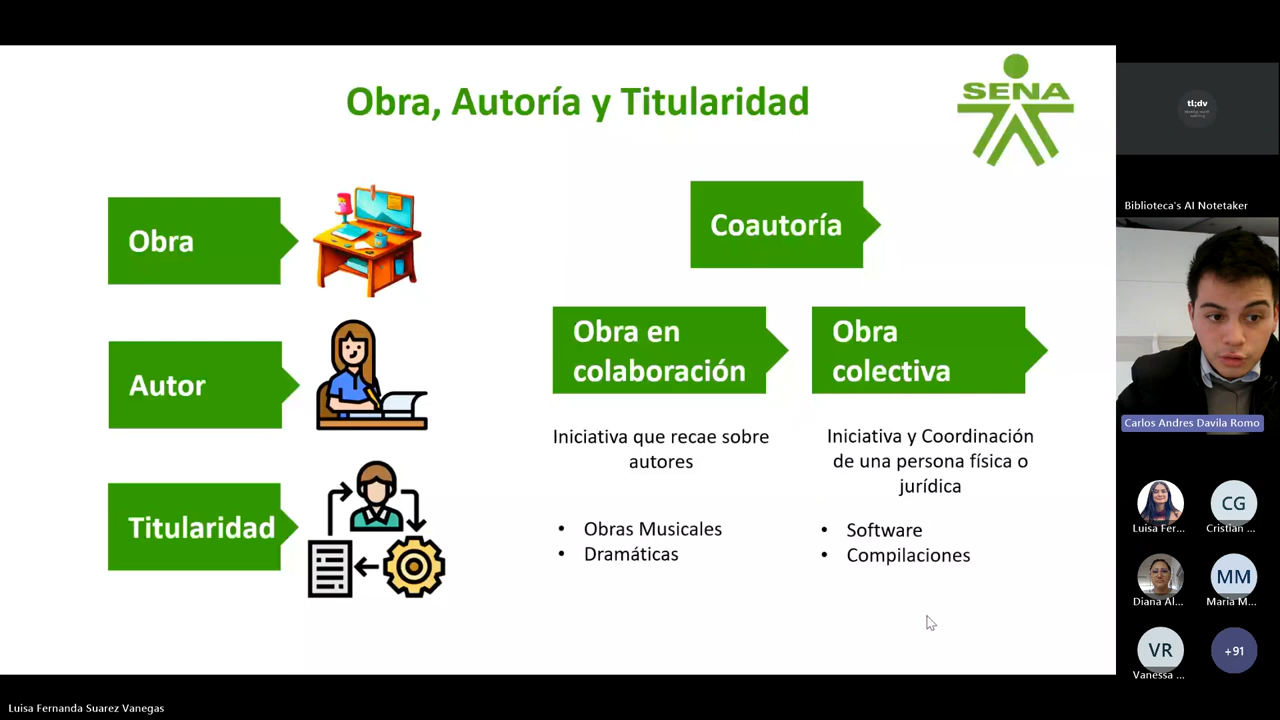 Obra, Autoría y Titularidad
SENA
Obra
Autor
Titularidad
Coautoría
Obra en
colaboración
Iniciativa que recae sobre
autores
• Obras Musicales
• Dramáticas
Obra
colectiva
Iniciativa y Coordinación
de una persona física o
jurídica
• Software
• Compilaciones
tl;dv
Biblioteca's AI Notetaker
Carlos Andres Davila Romo
Luisa Fer...
CG
Cristian ...
Diana Al...
MM
Maria M...
VR
Vanessa ...
+91
Luisa Fernanda Suarez Vanegas